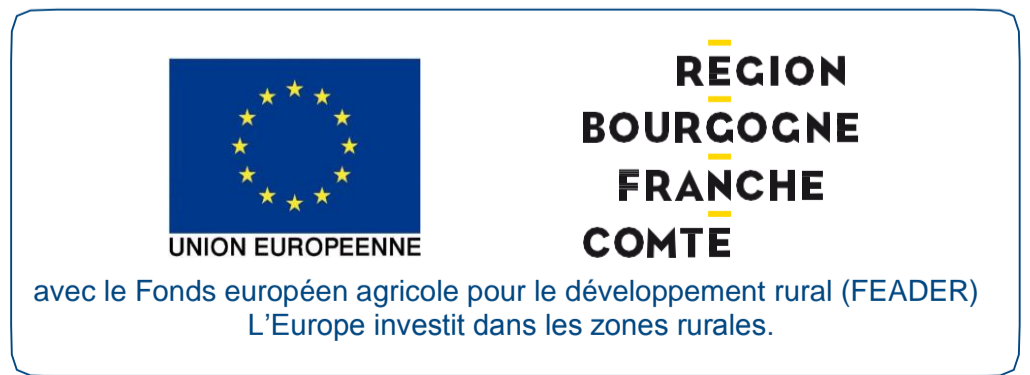 UNION EUROPEENNE
REGION
BOURGOGNE
FRANCHE
COMTE
avec le Fonds européen agricole pour le développement rural (FEADER)
L’Europe investit dans les zones rurales.